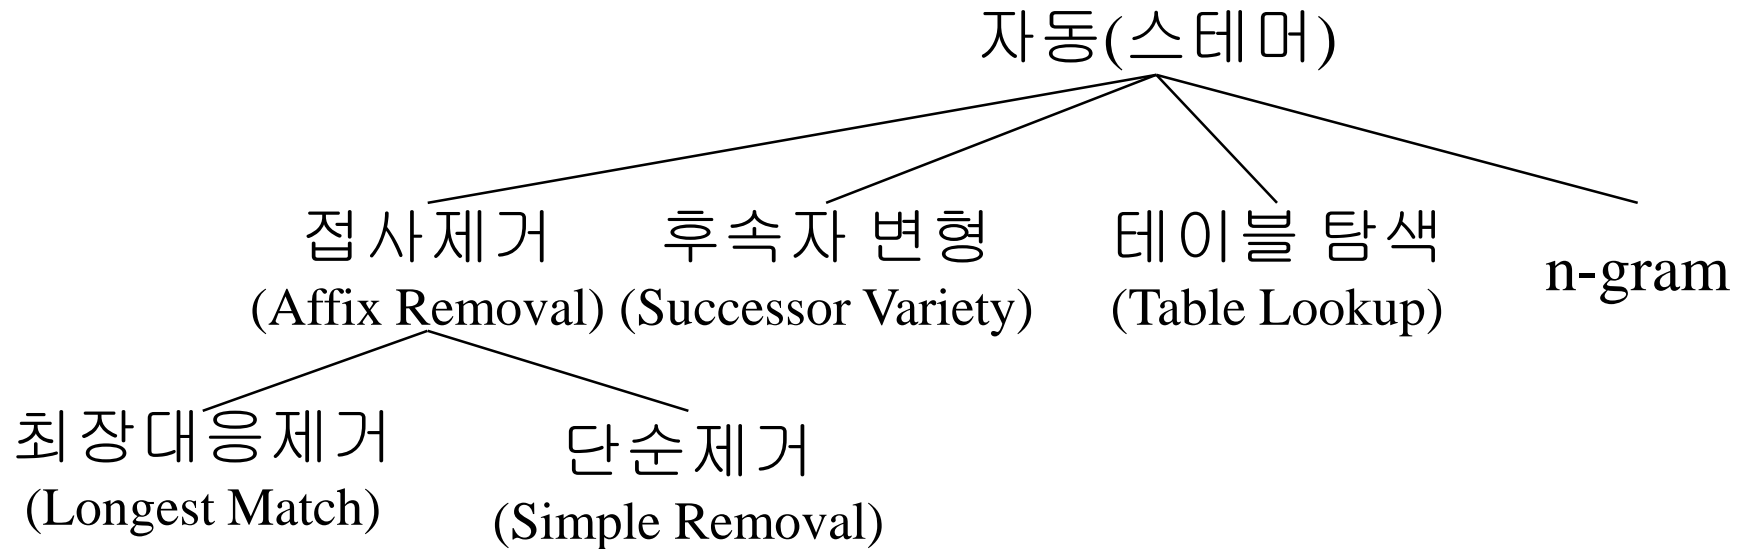 자동(스테머)
접사제거
(Affix Removal)
후속자 변형
(Successor Variety)
테이블 탐색
(Table Lookup)
n-gram
최장대응제거
(Longest Match)
단순제거
(Simple Removal)